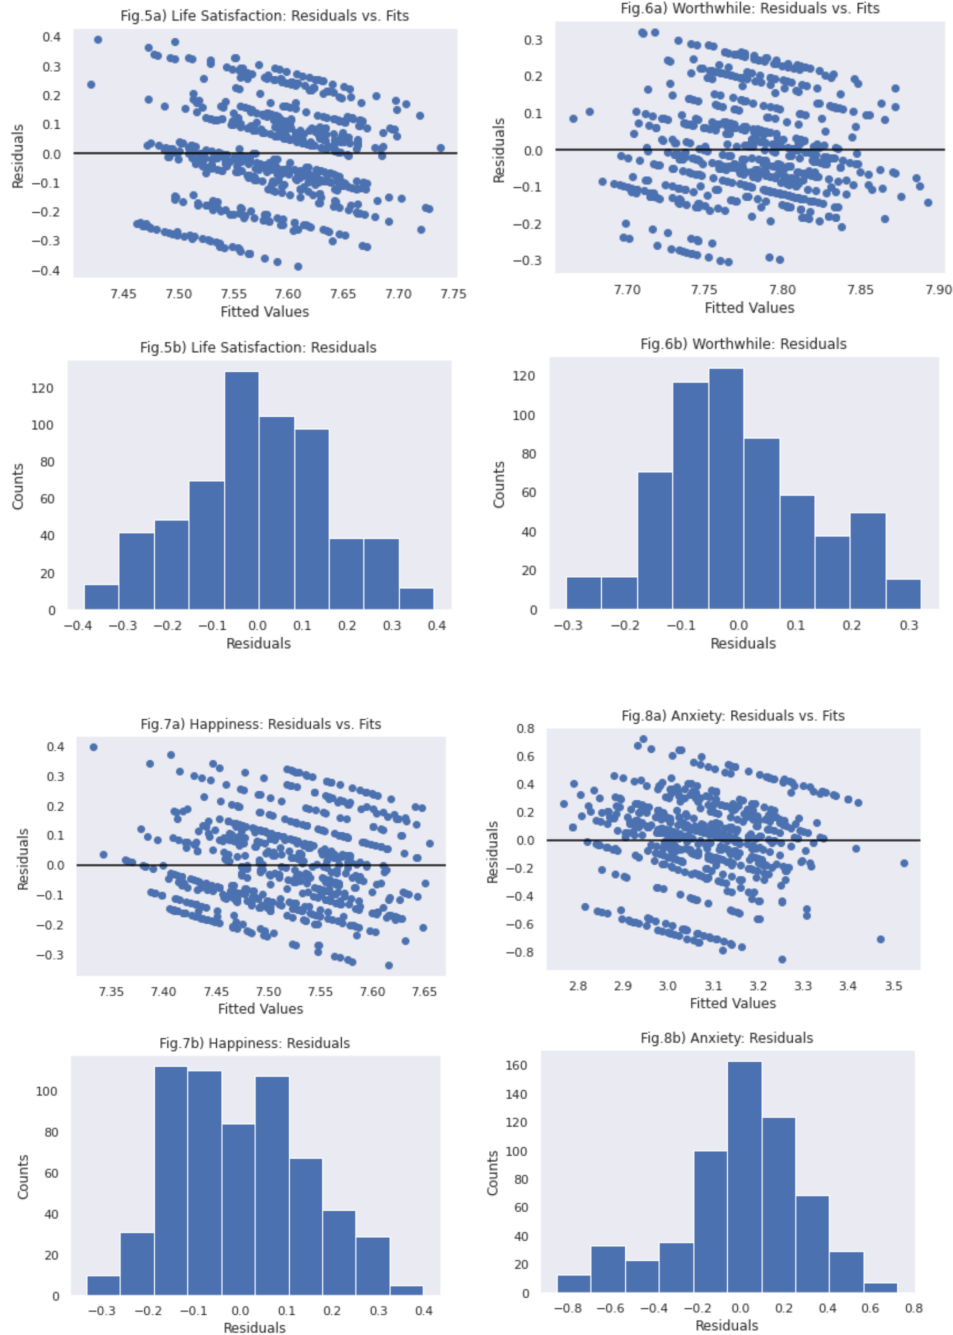 Fig.5a) Life Satisfaction: Residuals vs. Fits
0.4
0.3
0.2
0.1
0.0
−0.1
−0.2
−0.3
−0.4
Residuals
7.45 7.50 7.55 7.60 7.65 7.70 7.75
Fitted Values
Fig.6a) Worthwhile: Residuals vs. Fits
0.3
0.2
0.1
0.0
−0.1
−0.2
−0.3
Residuals
7.70 7.75 7.80 7.85 7.90
Fitted Values
Fig.5b) Life Satisfaction: Residuals
120
100
80
60
40
20
0
Counts
−0.4 −0.3 −0.2 −0.1 0.0 0.1 0.2 0.3 0.4
Residuals
Fig.6b) Worthwhile: Residuals
120
100
80
60
40
20
0
Counts
−0.3 −0.2 −0.1 0.0 0.1 0.2 0.3
Residuals
Fig.7a) Happiness: Residuals vs. Fits
0.4
0.3
0.2
0.1
0.0
−0.1
−0.2
−0.3
Residuals
7.35 7.40 7.45 7.50 7.55 7.60 7.65
Fitted Values
Fig.8a) Anxiety: Residuals vs. Fits
0.8
0.6
0.4
0.2
0.0
−0.2
−0.4
−0.6
−0.8
Residuals
2.8 2.9 3.0 3.1 3.2 3.3 3.4 3.5
Fitted Values
Fig.7b) Happiness: Residuals
100
80
60
40
20
0
Counts
−0.3 −0.2 −0.1 0.0 0.1 0.2 0.3 0.4
Residuals
Fig.8b) Anxiety: Residuals
160
140
120
100
80
60
40
20
0
Counts
−0.8 −0.6 −0.4 −0.2 0.0 0.2 0.4 0.6 0.8
Residuals